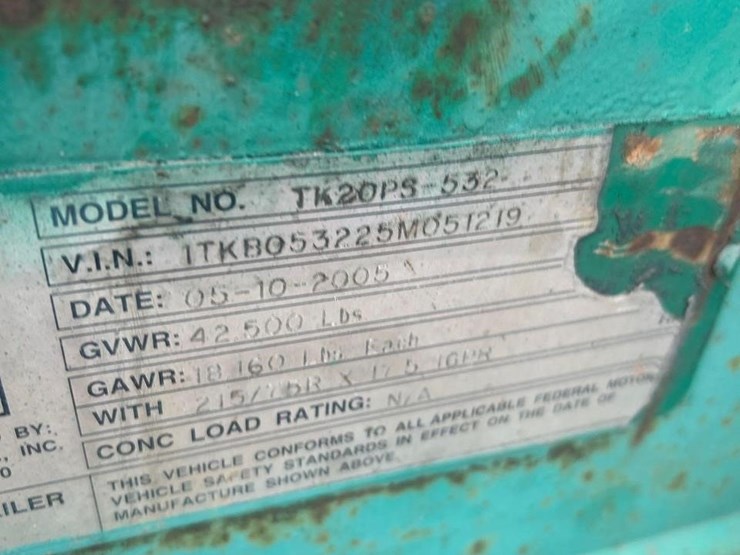 MODEL NO. TK20PS-532
V.I.N.: 1TKB053225M051219
DATE: 05-10-2005
GVWR: 42,500 Lbs
GAWR: 18 160 Lbs Each
WITH 215/75R X 17.5 16PR
CONC LOAD RATING: N/A
THIS VEHICLE CONFORMS TO ALL APPLICABLE FEDERAL MOTOR
VEHICLE SAFETY STANDARDS IN EFFECT ON THE DATE OF
MANUFACTURE SHOWN ABOVE
BY:
, INC.
0
ILER